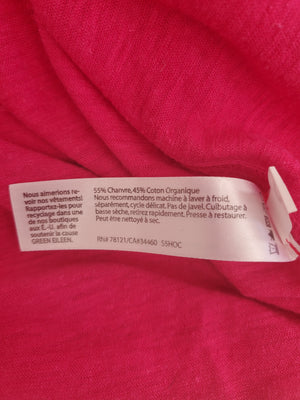 Nous aimerions re-
voir nos vêtements!
Rapportez-les pour
recyclage dans une
de nos boutiques
aux E.-U. afin de
soutenir la cause
GREEN EILEEN.
55% Chanvre, 45% Coton Organique
Nous recommandons machine à laver à froid,
séparément, cycle délicat. Pas de javel. Culbutage à
basse sèche, retirez rapidement. Presse à restaurer.
Peut être nettoyé à sec.
RN# 78121/CA#34460 55HOC